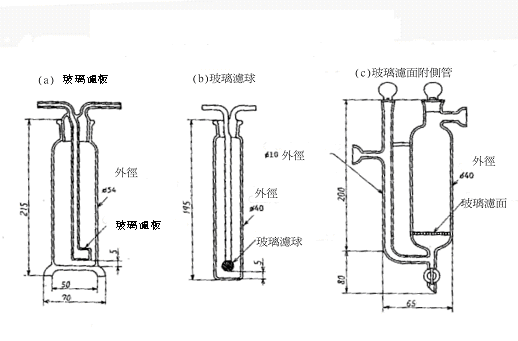 (a) 玻璃濾板
(b)玻璃濾球
(c)玻璃濾面附側管
外徑
ø54
玻璃濾板
215
5
50
70
ø10 外徑
外徑
ø40
195
玻璃濾球
5
200
80
外徑
ø40
玻璃濾面
65